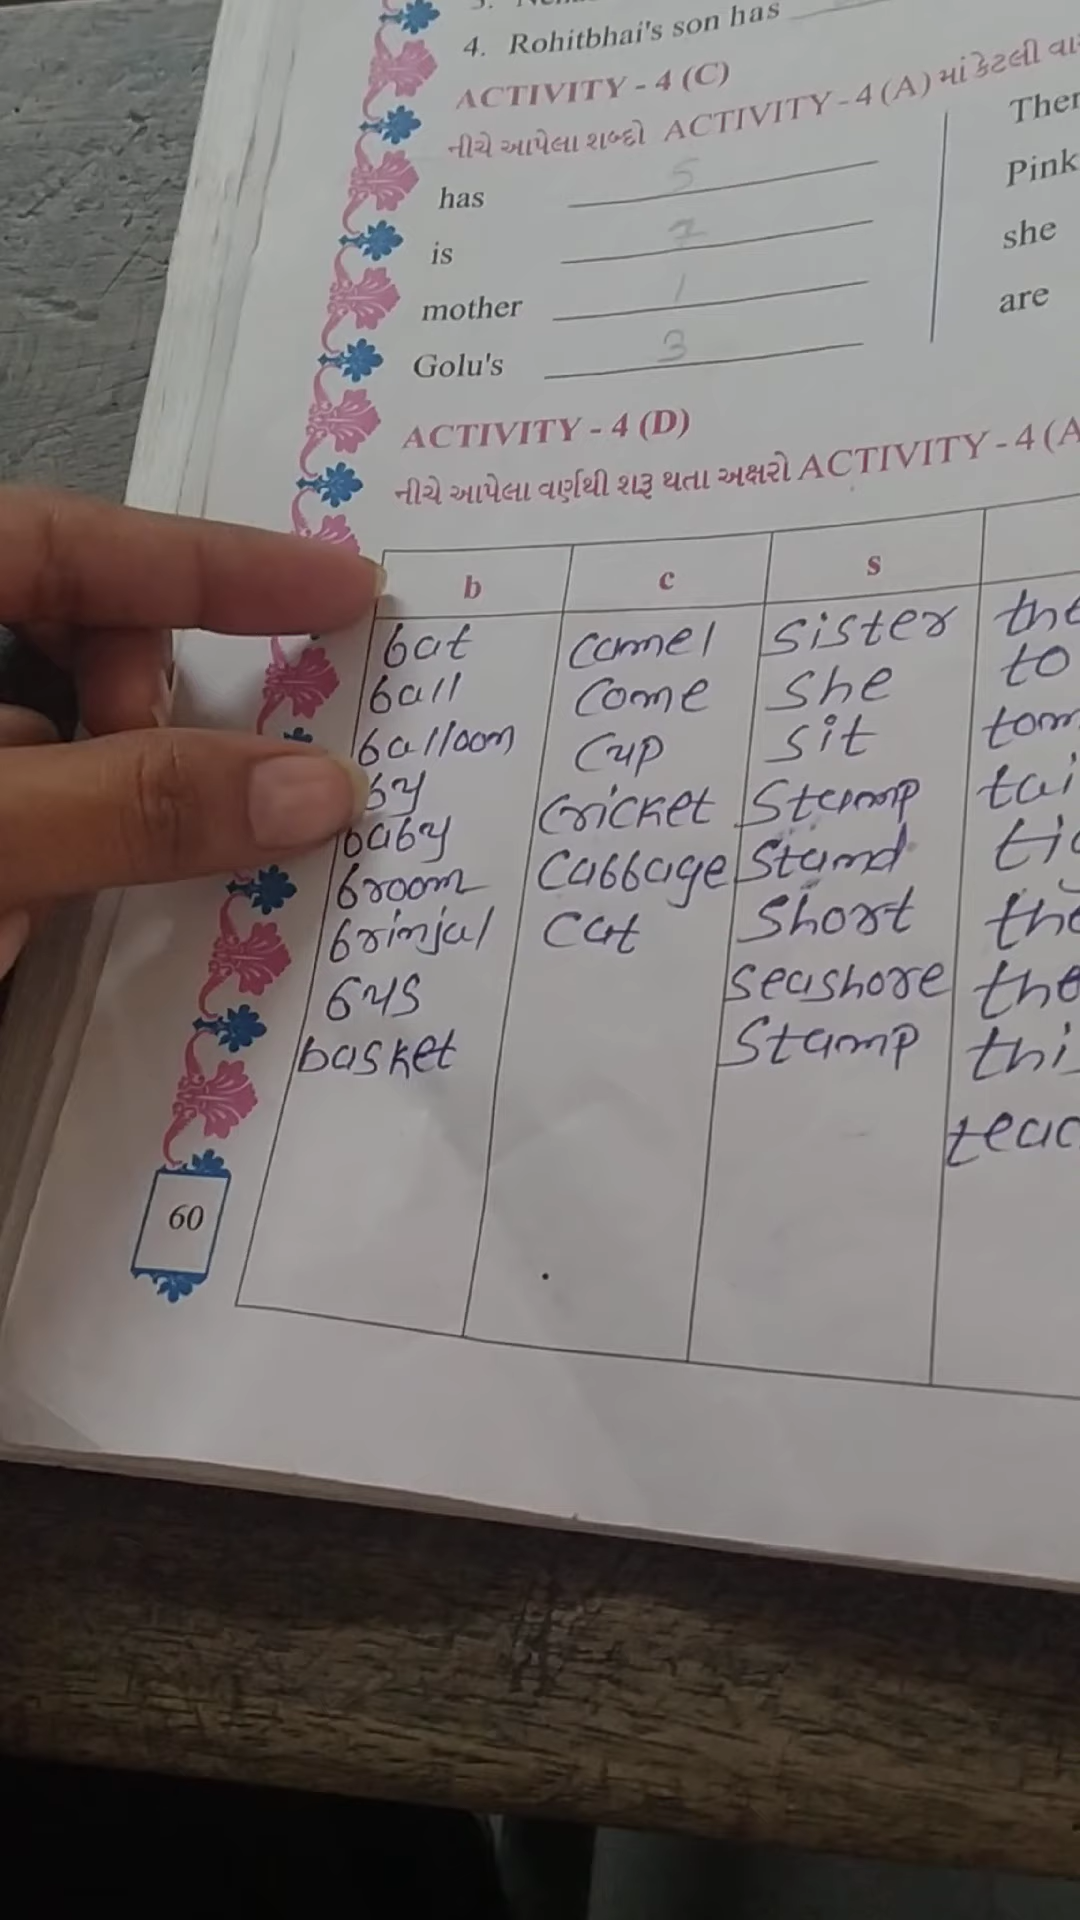 4. Rohitbhai's son has
ACTIVITY - 4 (C)
નીચે આપેલા શબ્દો ACTIVITY - 4 (A) માં કેટલી
has 5
Pink
is
she
mother 1
are
Golu's 3
ACTIVITY - 4 (D)
નીચે આપેલા વર્ણથી શરૂ થતા અક્ષરો ACTIVITY - 4 (A
b c s
bat camel sister
ball come she to
balloon cup sit
by cricket stamp
baby cabbage stand
broom cat short
brinjal seashore
bus stamp
basket
60